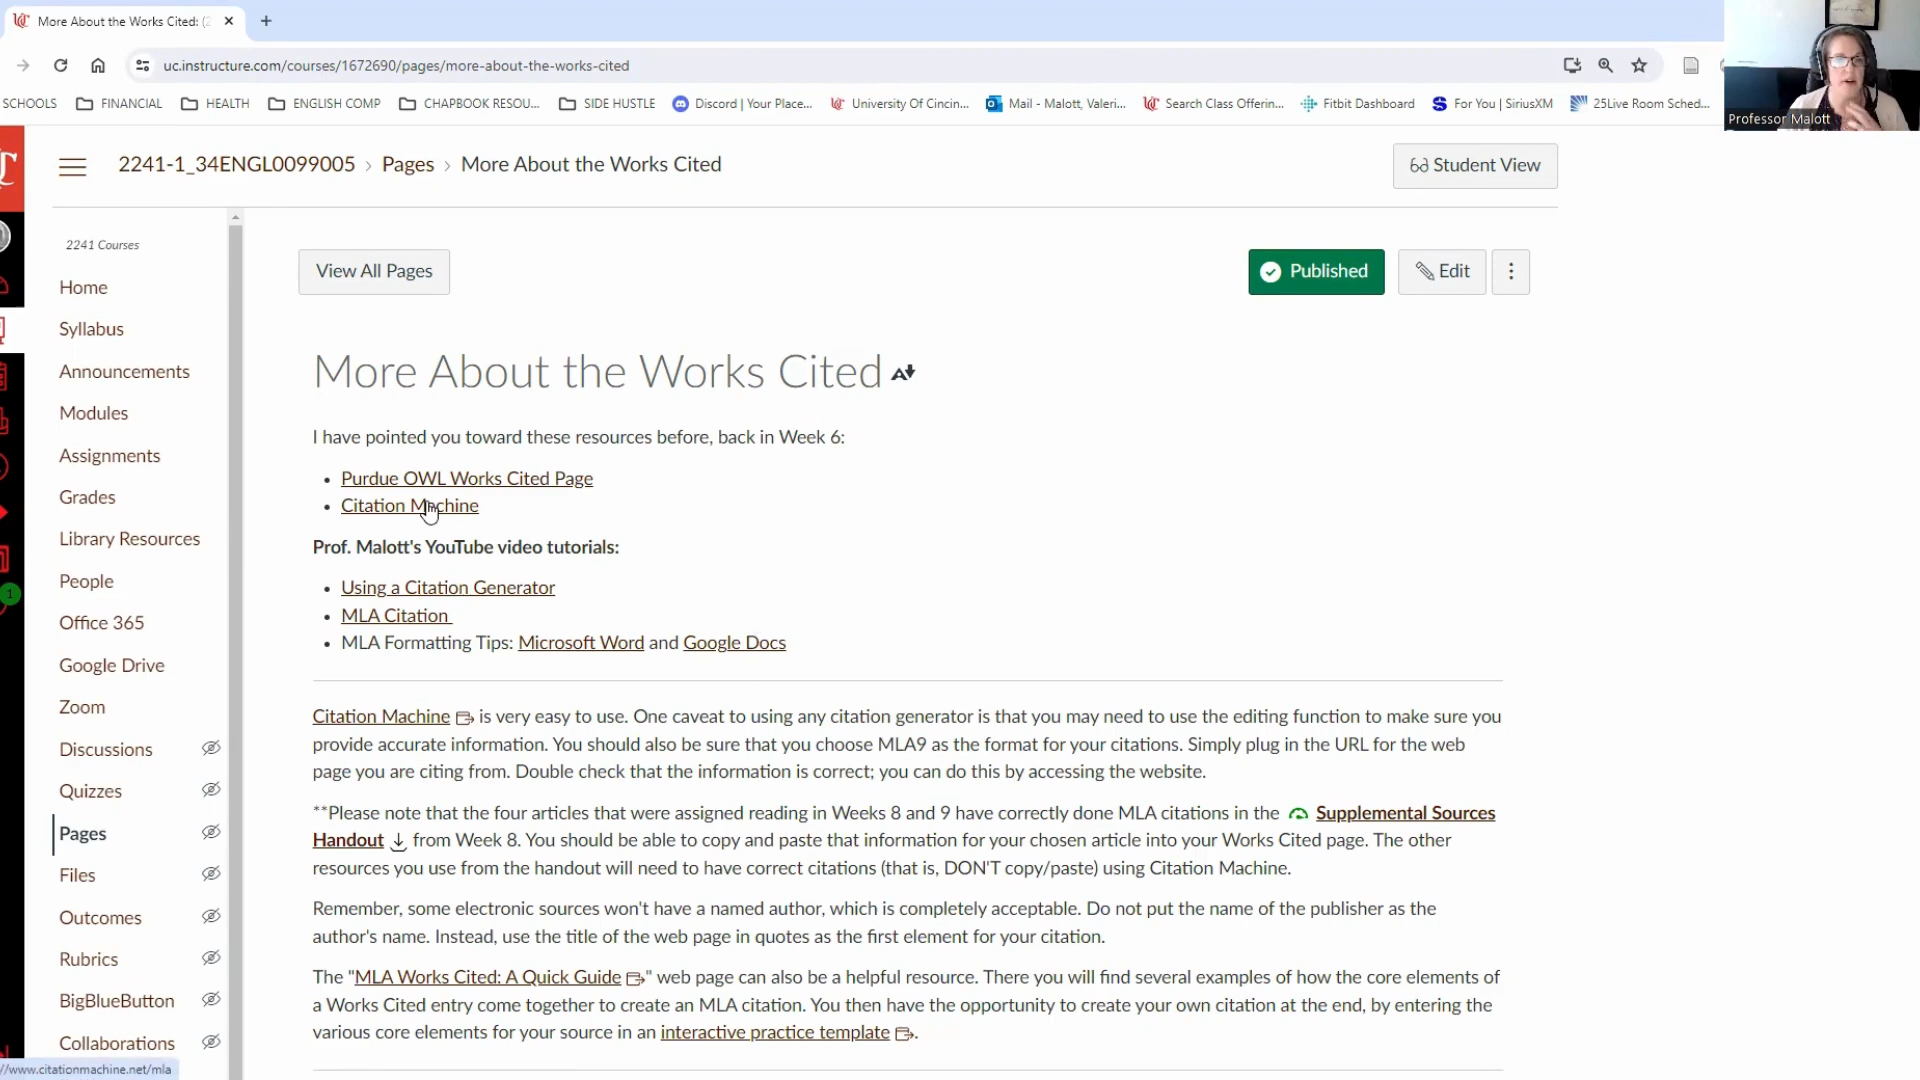 More About the Works Cited: (2
uc.instructure.com/courses/1672690/pages/more-about-the-works-cited
SCHOOLS FINANCIAL HEALTH ENGLISH COMP CHAPBOOK RESOU... SIDE HUSTLE Discord | Your Place... University Of Cincin... Mail - Malott, Valeri... Search Class Offerin... Fitbit Dashboard For You | SiriusXM 25Live Room Sched...
Professor Malott
2241-1_34ENGL0099005 › Pages › More About the Works Cited
Student View
2241 Courses
Home
Syllabus
Announcements
Modules
Assignments
Grades
Library Resources
People
Office 365
Google Drive
Zoom
Discussions
Quizzes
Pages
Files
Outcomes
Rubrics
BigBlueButton
Collaborations
1
View All Pages
Published
Edit
More About the Works Cited
I have pointed you toward these resources before, back in Week 6:
• Purdue OWL Works Cited Page
• Citation Machine
Prof. Malott's YouTube video tutorials:
• Using a Citation Generator
• MLA Citation
• MLA Formatting Tips: Microsoft Word and Google Docs
Citation Machine is very easy to use. One caveat to using any citation generator is that you may need to use the editing function to make sure you
provide accurate information. You should also be sure that you choose MLA9 as the format for your citations. Simply plug in the URL for the web
page you are citing from. Double check that the information is correct; you can do this by accessing the website.
**Please note that the four articles that were assigned reading in Weeks 8 and 9 have correctly done MLA citations in the Supplemental Sources
Handout from Week 8. You should be able to copy and paste that information for your chosen article into your Works Cited page. The other
resources you use from the handout will need to have correct citations (that is, DON'T copy/paste) using Citation Machine.
Remember, some electronic sources won't have a named author, which is completely acceptable. Do not put the name of the publisher as the
author's name. Instead, use the title of the web page in quotes as the first element for your citation.
The "MLA Works Cited: A Quick Guide" web page can also be a helpful resource. There you will find several examples of how the core elements of
a Works Cited entry come together to create an MLA citation. You then have the opportunity to create your own citation at the end, by entering the
various core elements for your source in an interactive practice template.
//www.citationmachine.net/mla